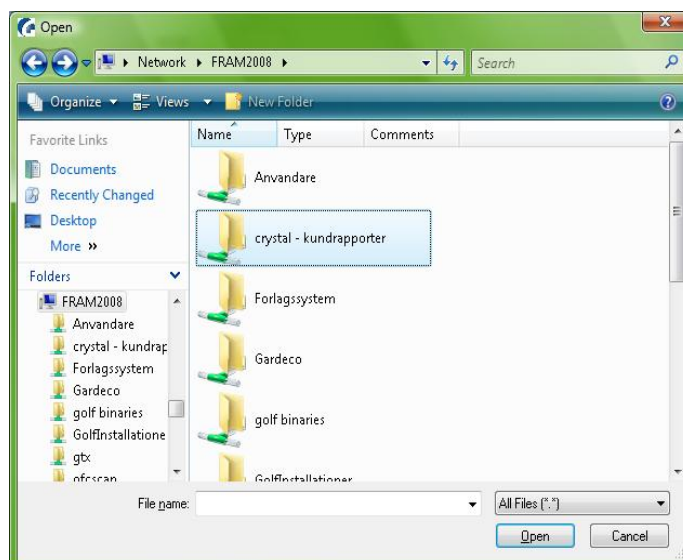 Open
Network ▸ FRAM2008 ▸
Search
Organize Views New Folder
Favorite Links
Documents
Recently Changed
Desktop
More »
Folders
FRAM2008
Anvandare
crystal - kundrap
Forlagssystem
Gardeco
golf binaries
GolfInstallatione
gtx
ofcscan
Name Type Comments
Anvandare
crystal - kundrapporter
Forlagssystem
Gardeco
golf binaries
GolfInstallationer
File name:
All Files (*.*)
Open Cancel